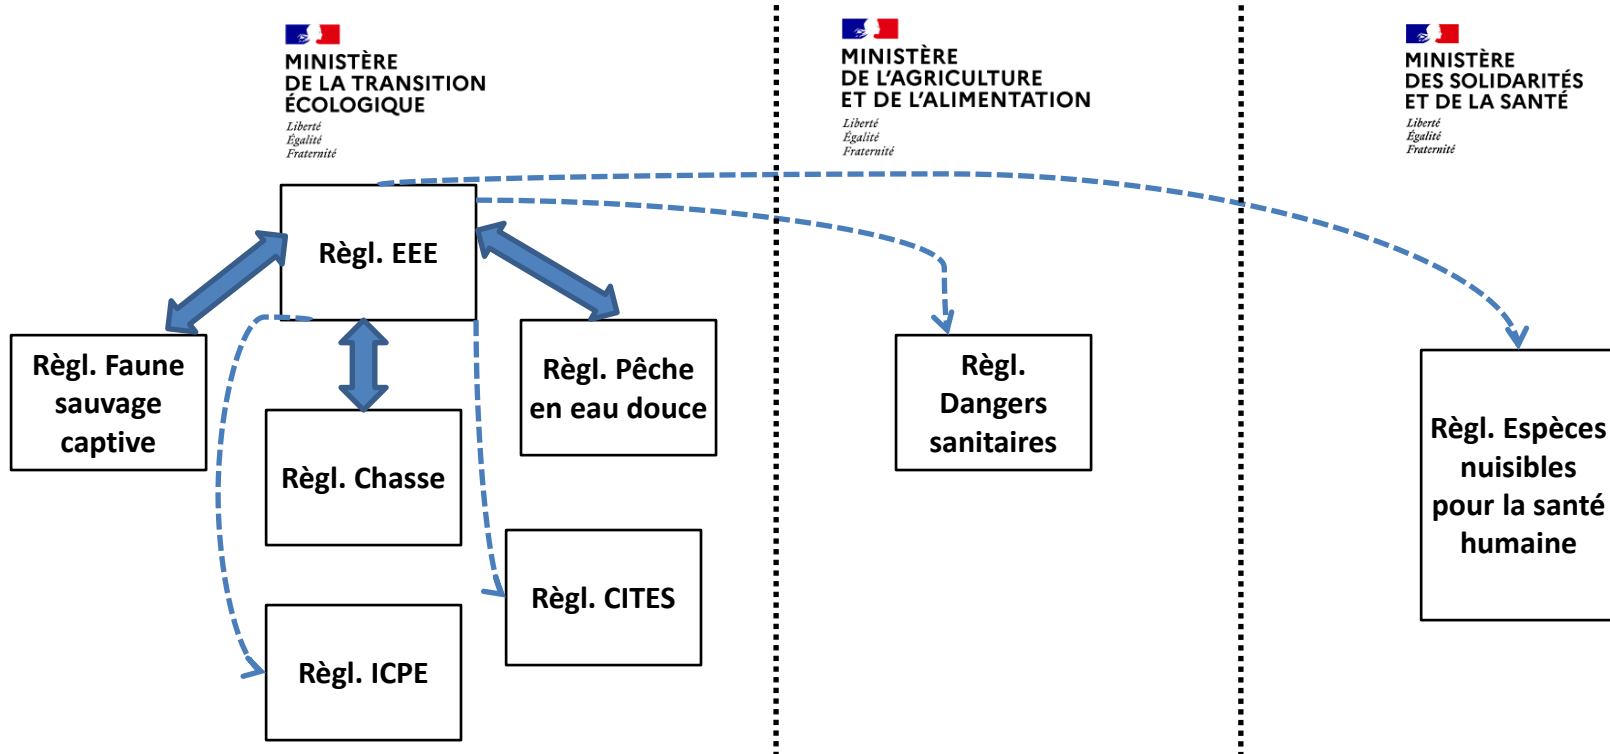 MINISTÈRE
DE LA TRANSITION
ÉCOLOGIQUE
Liberté
Égalité
Fraternité
MINISTÈRE
DE L'AGRICULTURE
ET DE L'ALIMENTATION
Liberté
Égalité
Fraternité
MINISTÈRE
DES SOLIDARITÉS
ET DE LA SANTÉ
Liberté
Égalité
Fraternité
Règl. EEE
Règl. Faune
sauvage
captive
Règl. Chasse
Règl. Pêche
en eau douce
Règl. CITES
Règl. ICPE
Règl.
Dangers
sanitaires
Règl. Espèces
nuisibles
pour la santé
humaine